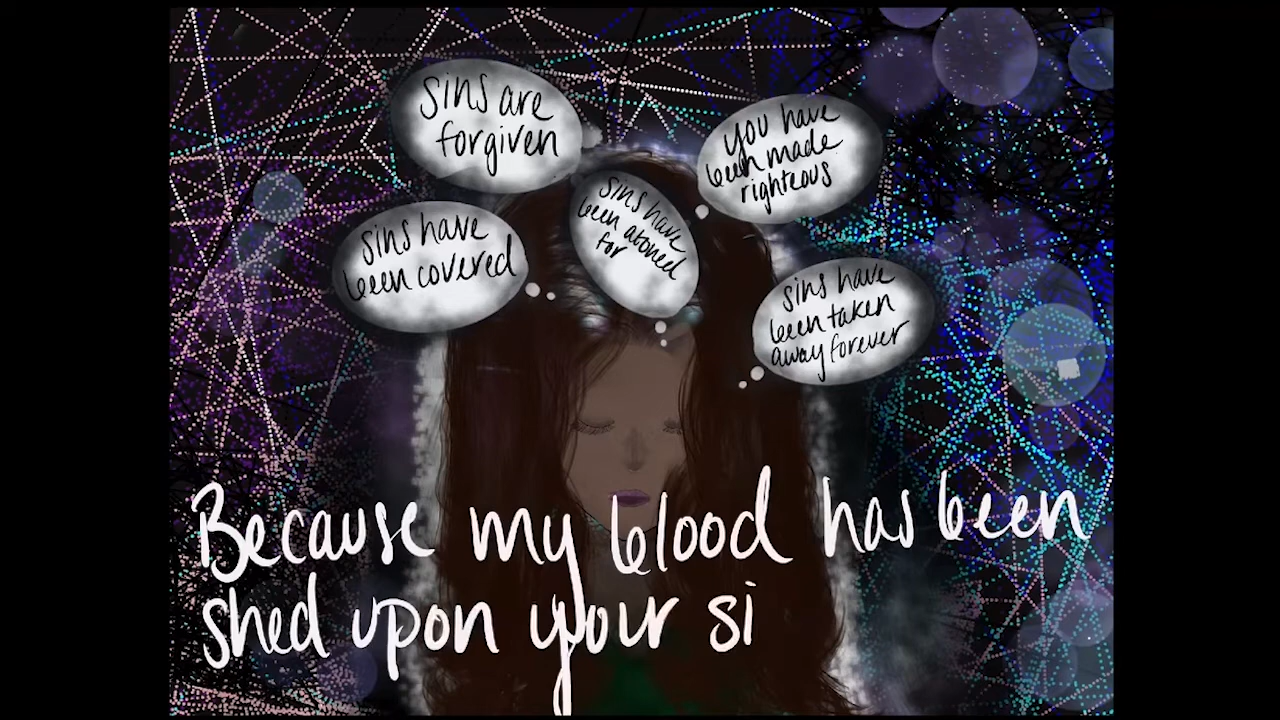 sins are
forgiven
you have
been made
righteous
sins have
been covered
sins have
been atoned
for
sins have
been taken
away forever
Because my blood has been
shed upon your si